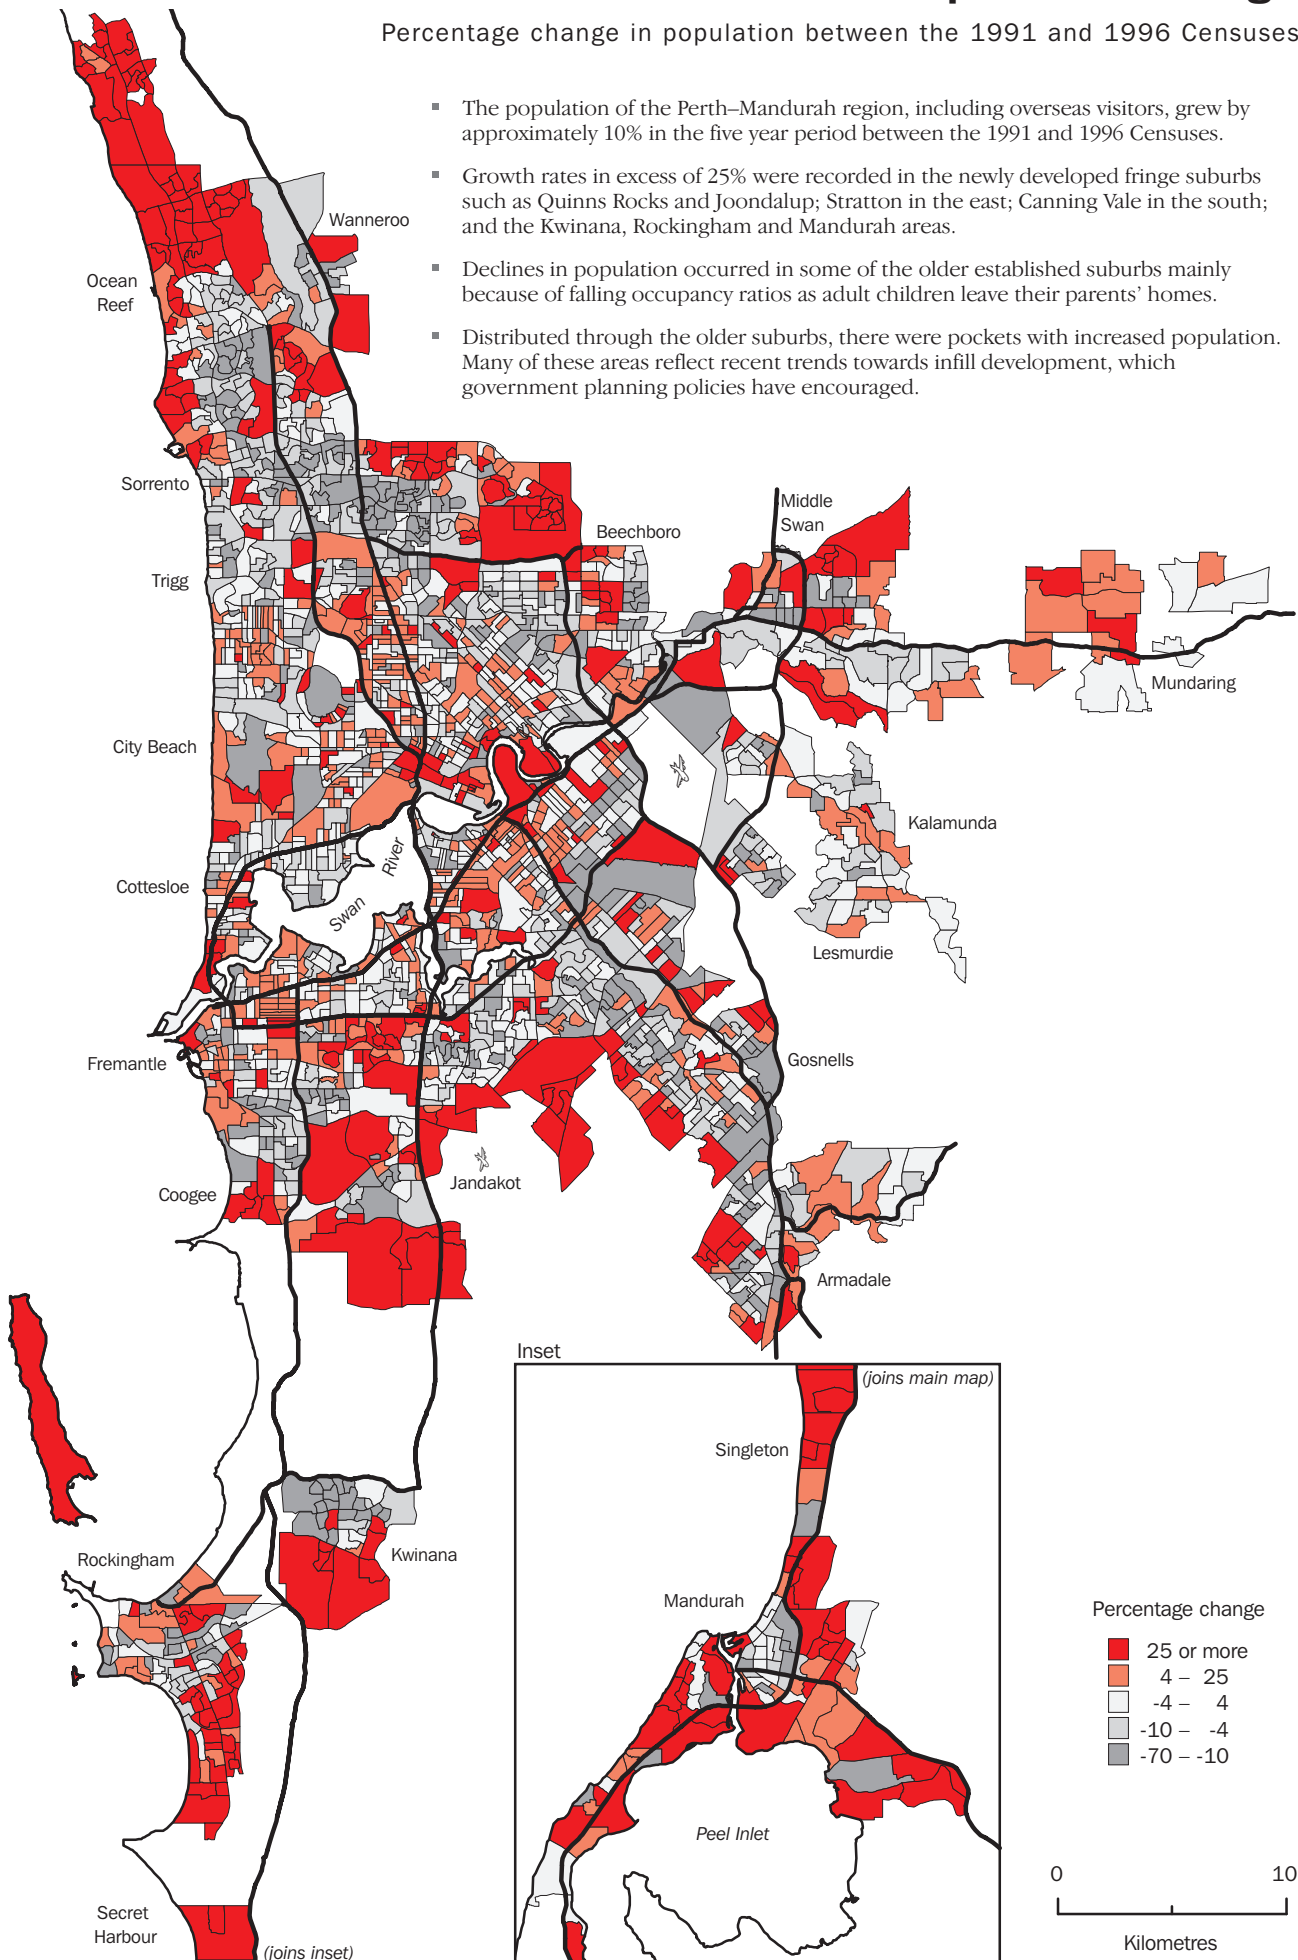 Percentage change in population between the 1991 and 1996 Censuses
The population of the Perth–Mandurah region, including overseas visitors, grew by
approximately 10% in the five year period between the 1991 and 1996 Censuses.
Growth rates in excess of 25% were recorded in the newly developed fringe suburbs
such as Quinns Rocks and Joondalup; Stratton in the east; Canning Vale in the south;
and the Kwinana, Rockingham and Mandurah areas.
Declines in population occurred in some of the older established suburbs mainly
because of falling occupancy ratios as adult children leave their parents' homes.
Distributed through the older suburbs, there were pockets with increased population.
Many of these areas reflect recent trends towards infill development, which
government planning policies have encouraged.
Wanneroo
Ocean
Reef
Sorrento
Middle
Swan
Beechboro
Trigg
Mundaring
City Beach
Kalamunda
River
Swan
Cottesloe
Lesmurdie
Fremantle
Gosnells
Jandakot
Coogee
Armadale
Inset
(joins main map)
Singleton
Rockingham
Kwinana
Mandurah
Percentage change
25 or more
4 – 25
-4 – 4
-10 – -4
-70 – -10
Peel Inlet
0 10
Kilometres
Secret
Harbour
(joins inset)